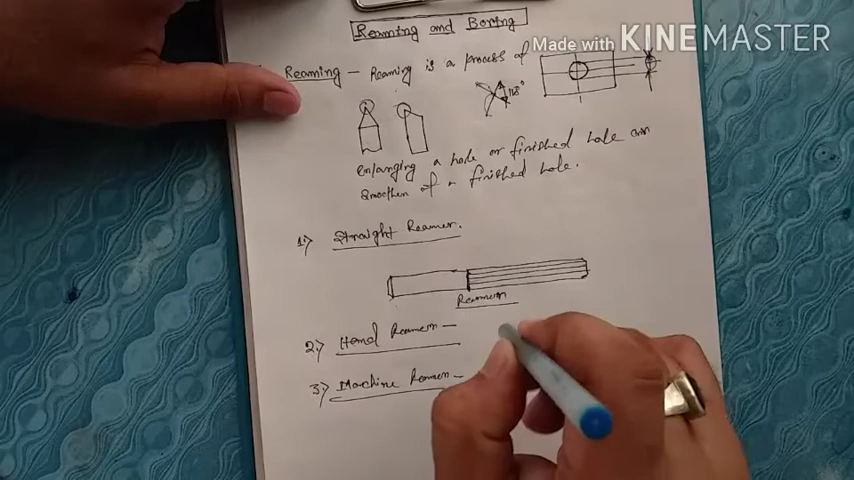 Reaming and Boring
Made with KINEMASTER
Reaming - Reaming is a process of
118°
enlarging a hole or finished hole
Smoothen of a finished hole.
1.) Straight Reamer.
Reamer
2.) Hand Reamer -
3.) Machine Reamer -